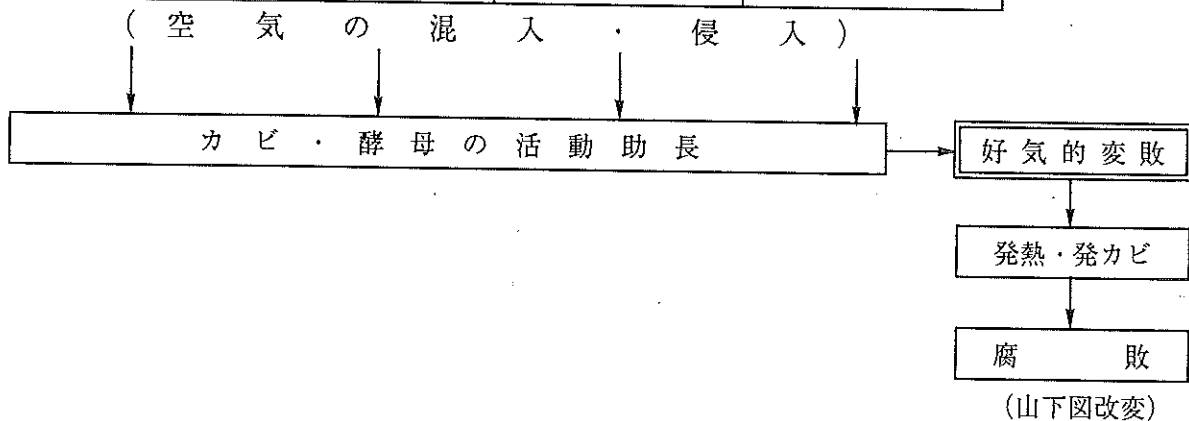 (空気の混入・侵入)
カビ・酵母の活動助長
好気的変敗
発熱・発カビ
腐敗
(山下図改変)